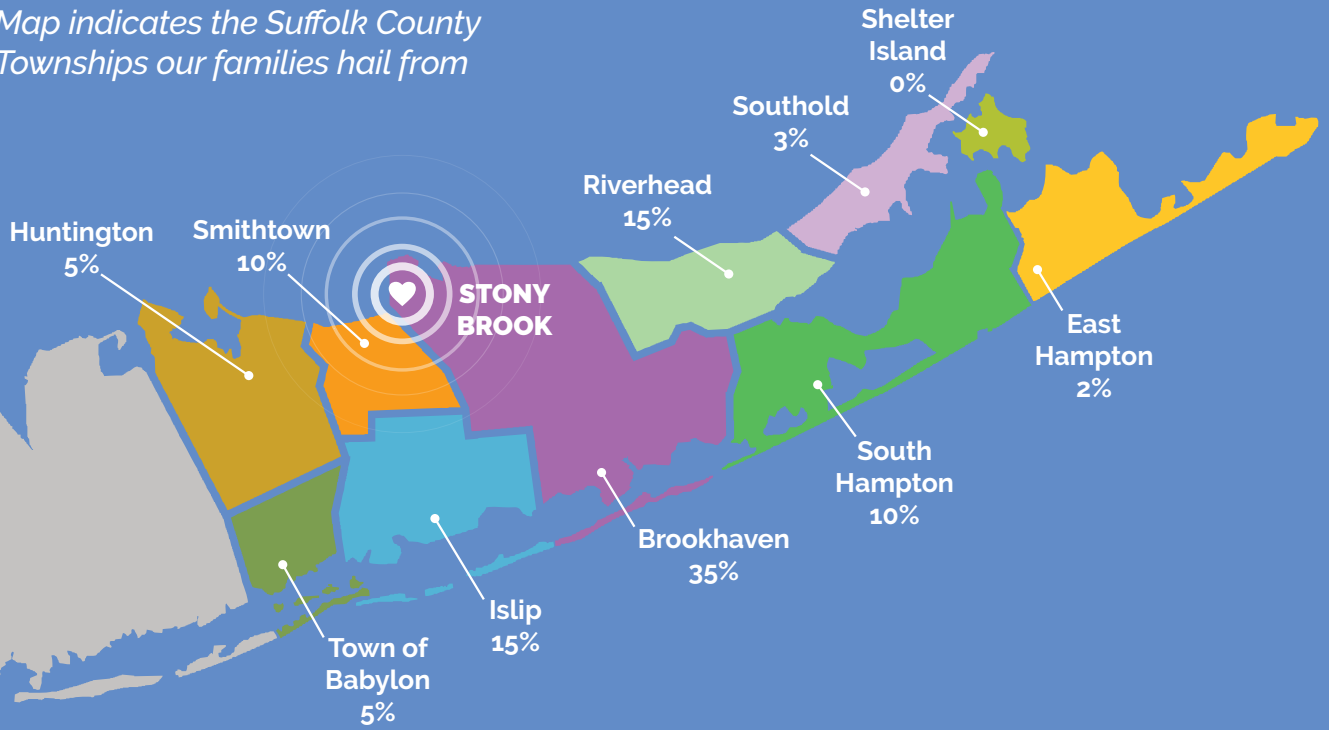 Map indicates the Suffolk County
Townships our families hail from
Shelter
Island
0%
Southold
3%
Riverhead
15%
Huntington
5%
Smithtown
10%
STONY
BROOK
East
Hampton
2%
South
Hampton
10%
Brookhaven
35%
Islip
15%
Town of
Babylon
5%